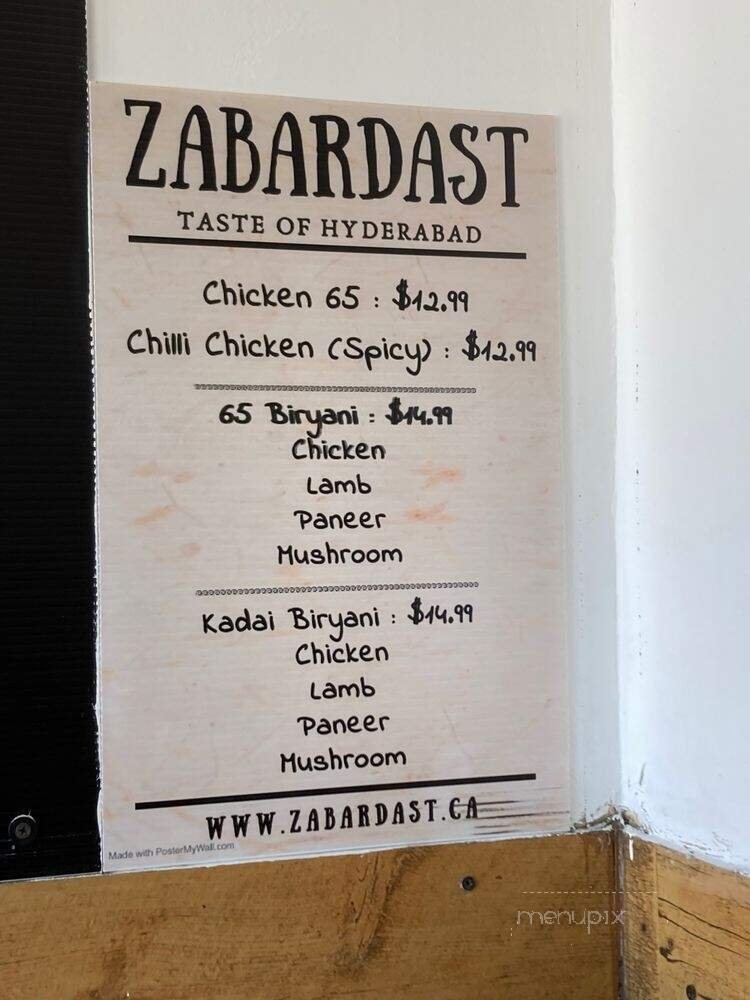 ZABARDAST
TASTE OF HYDERABAD
Chicken 65 : $12.99
Chilli Chicken (Spicy) : $12.99
65 Biryani : $14.99
Chicken
Lamb
Paneer
Mushroom
Kadai Biryani : $14.99
Chicken
Lamb
Paneer
Mushroom
WWW.ZABARDAST.CA
Made with PosterMyWall.com
menupix